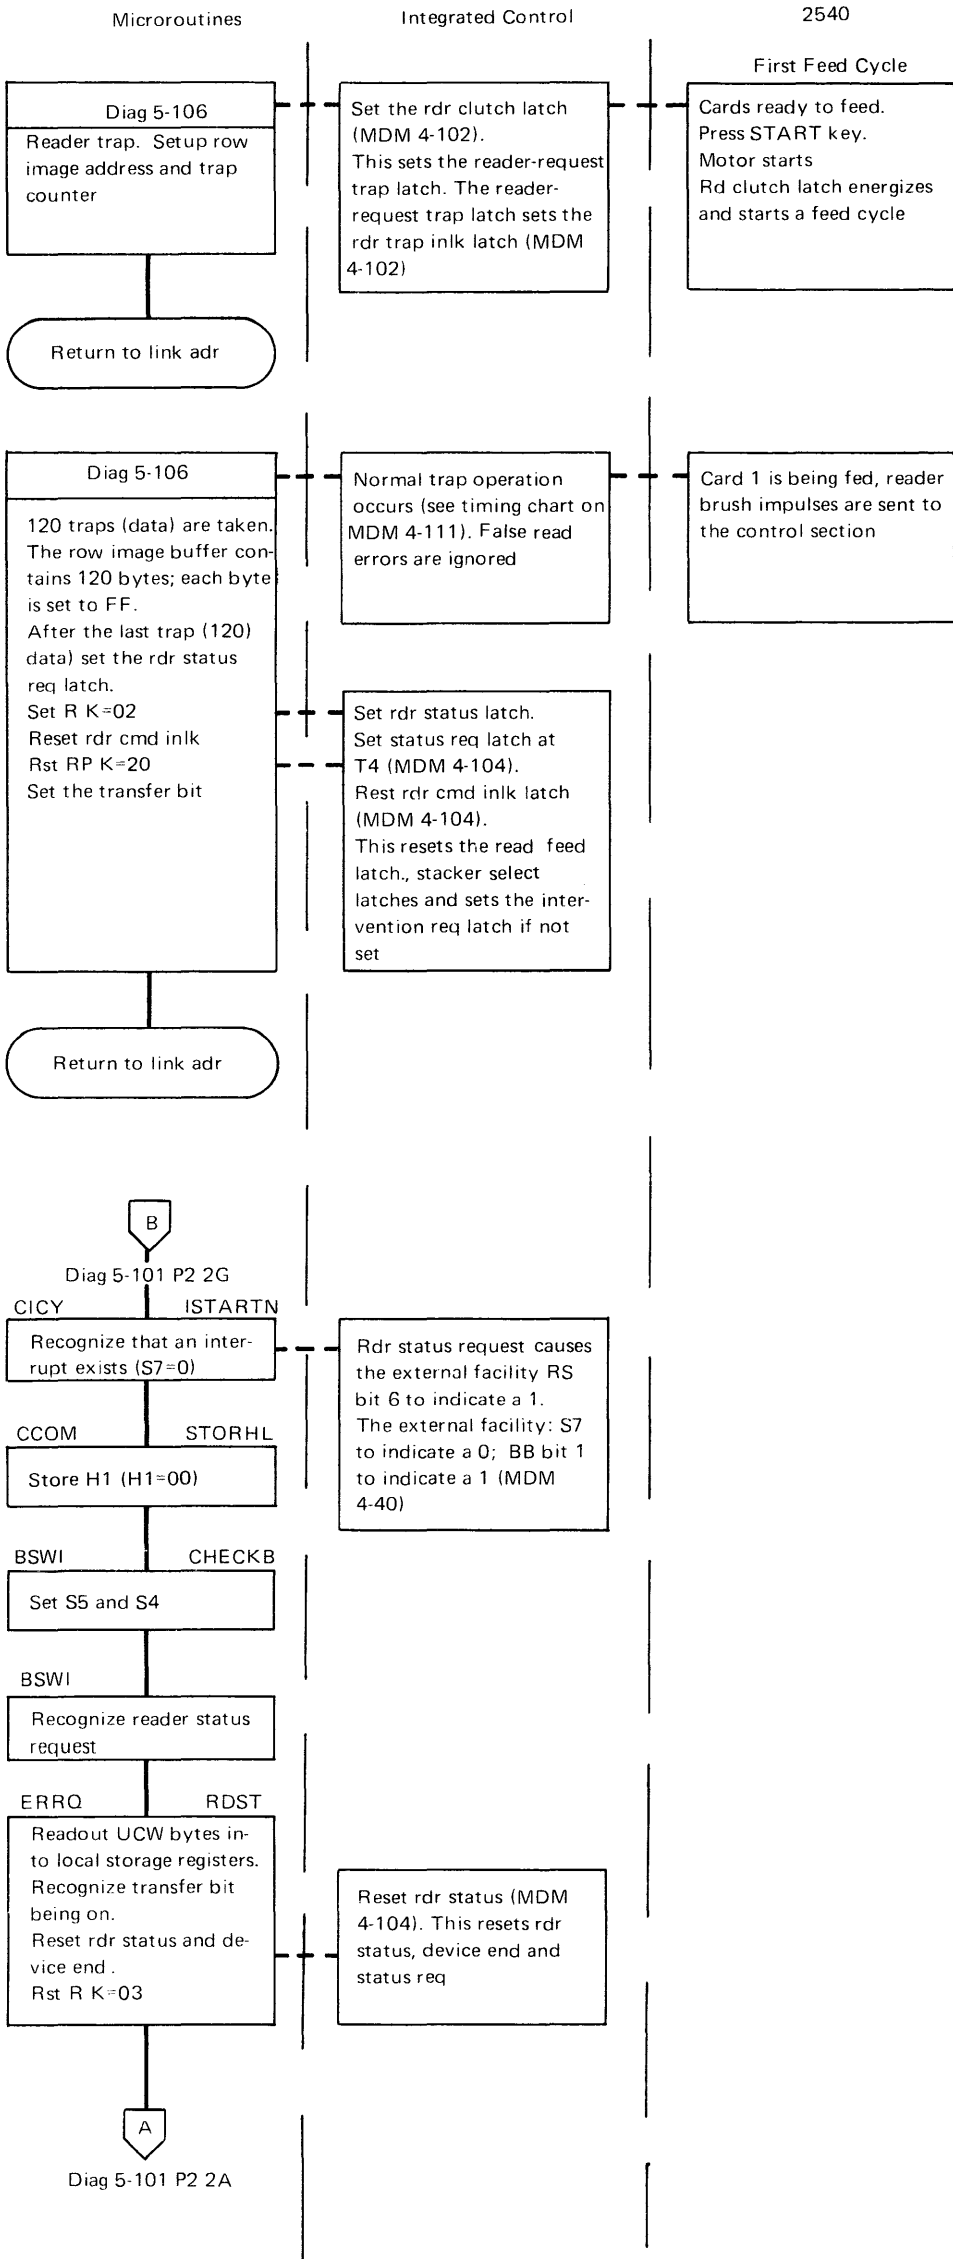 Microroutines
Integrated Control
2540
First Feed Cycle
Diag 5-106
Reader trap. Setup row
image address and trap
counter
Set the rdr clutch latch
(MDM 4-102).
This sets the reader-request
trap latch. The reader-
request trap latch sets the
rdr trap inlk latch (MDM
4-102)
Cards ready to feed.
Press START key.
Motor starts
Rd clutch latch energizes
and starts a feed cycle
Return to link adr
Diag 5-106
120 traps (data) are taken.
The row image buffer con-
tains 120 bytes; each byte
is set to FF.
After the last trap (120)
data) set the rdr status
req latch.
Set R K=02
Reset rdr cmd inlk
Rst RP K=20
Set the transfer bit
Normal trap operation
occurs (see timing chart on
MDM 4-111). False read
errors are ignored
Card 1 is being fed, reader
brush impulses are sent to
the control section
Set rdr status latch.
Set status req latch at
T4 (MDM 4-104).
Rest rdr cmd inlk latch
(MDM 4-104).
This resets the read feed
latch., stacker select
latches and sets the inter-
vention req latch if not
set
Return to link adr
B
Diag 5-101 P2 2G
CICY ISTARTN
Recognize that an inter-
rupt exists (S7=0)
Rdr status request causes
the external facility RS
bit 6 to indicate a 1.
The external facility: S7
to indicate a 0; BB bit 1
to indicate a 1 (MDM
4-40)
CCOM STORHL
Store H1 (H1=00)
BSWI CHECKB
Set S5 and S4
BSWI
Recognize reader status
request
ERRQ RDST
Readout UCW bytes in-
to local storage registers.
Recognize transfer bit
being on.
Reset rdr status and de-
vice end.
Rst R K=03
Reset rdr status (MDM
4-104). This resets rdr
status, device end and
status req
A
Diag 5-101 P2 2A